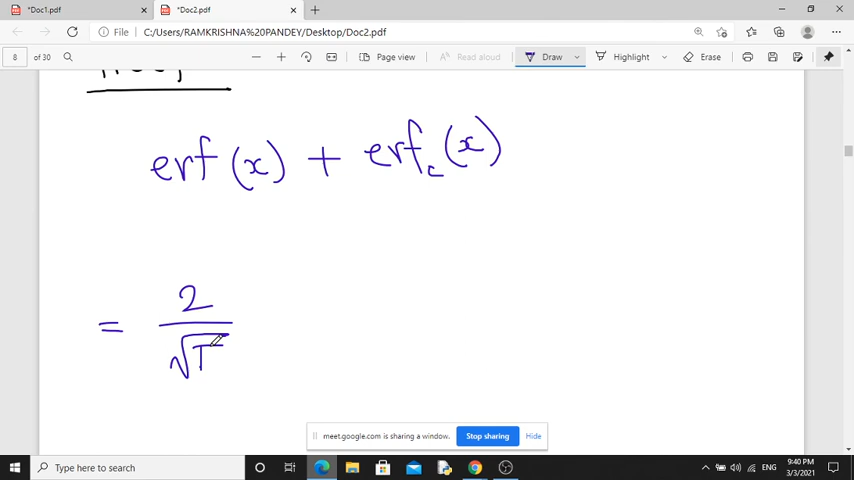 *Doc1.pdf *Doc2.pdf
File C:/Users/RAMKRISHNA%20PANDEY/Desktop/Doc2.pdf
8 of 30 Page view Read aloud Draw Highlight Erase
erf (x) + erf_c (x)
= 2 / √
meet.google.com is sharing a window. Stop sharing Hide
Type here to search
ENG
9:40 PM
3/3/2021